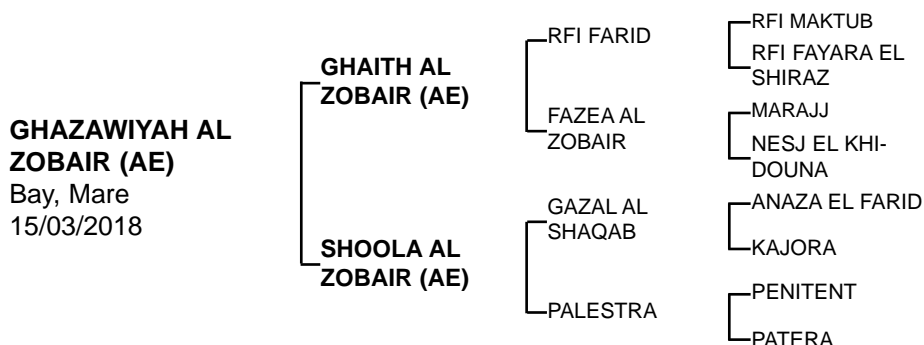 GHAZAWIYAH AL
ZOBAIR (AE)
Bay, Mare
15/03/2018
GHAITH AL
ZOBAIR (AE)
SHOOLA AL
ZOBAIR (AE)
RFI FARID
FAZEA AL
ZOBAIR
GAZAL AL
SHAQAB
PALESTRA
RFI MAKTUB
RFI FAYARA EL
SHIRAZ
MARAJJ
NESJ EL KHI-
DOUNA
ANAZA EL FARID
KAJORA
PENITENT
PATERA